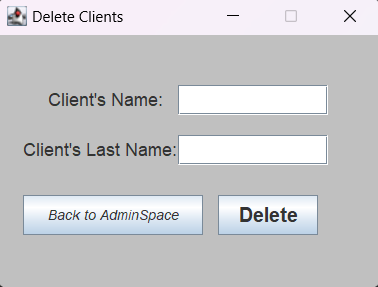 Delete Clients
Client's Name:
Client's Last Name:
Back to AdminSpace
Delete